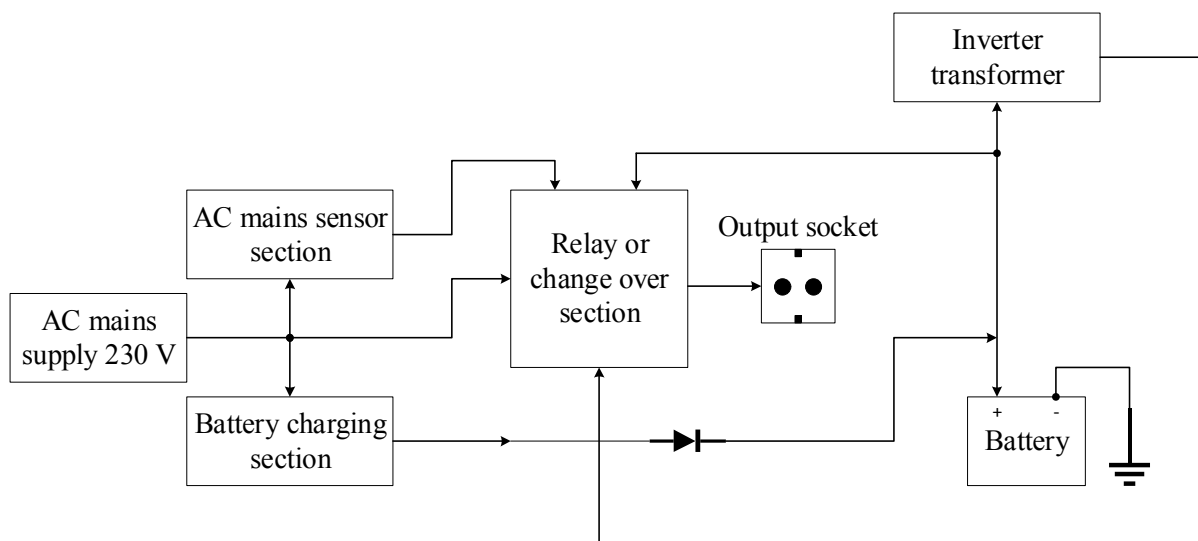 Inverter
transformer
AC mains sensor
section
Relay or
change over
section
Output socket
AC mains
supply 230 V
Battery charging
section
+ -
Battery